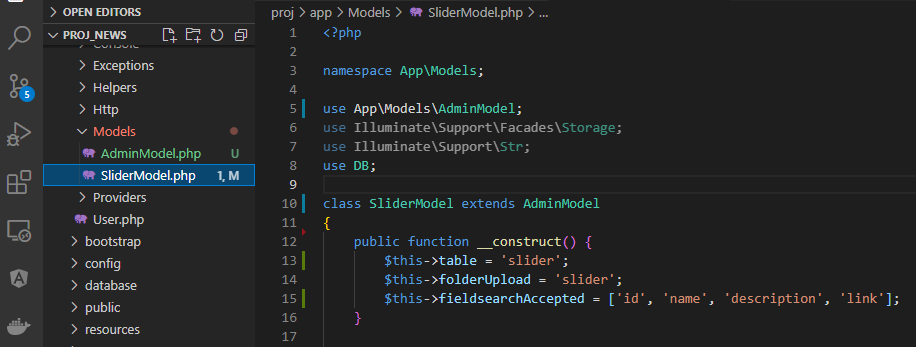 OPEN EDITORS
PROJ_NEWS
Exceptions
Helpers
Http
Models
AdminModel.php U
SliderModel.php 1, M
Providers
User.php
bootstrap
config
database
public
resources
5
proj > app > Models > SliderModel.php > ...
1 <?php
2
3 namespace App\Models;
4
5 use App\Models\AdminModel;
6 use Illuminate\Support\Facades\Storage;
7 use Illuminate\Support\Str;
8 use DB;
9
10 class SliderModel extends AdminModel
11 {
12 public function __construct() {
13 $this->table = 'slider';
14 $this->folderUpload = 'slider';
15 $this->fieldsearchAccepted = ['id', 'name', 'description', 'link'];
16 }
17